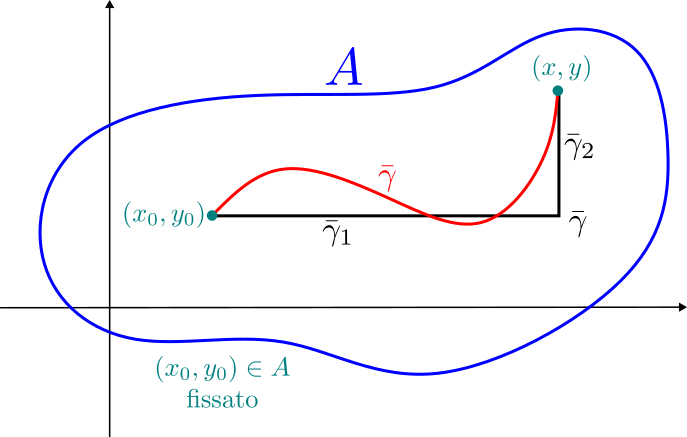 A
(x, y)
γ̄₂
γ̄
(x₀, y₀)
γ̄
γ̄₁
(x₀, y₀) ∈ A
fissato